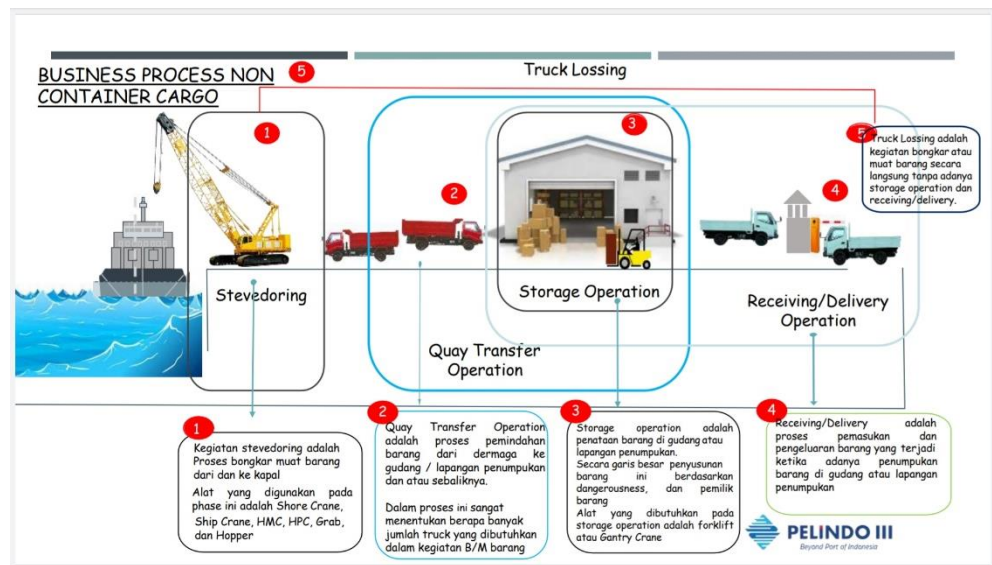 BUSINESS PROCESS NON
CONTAINER CARGO
5
Truck Lossing
1
2
3
4
5
Truck Lossing adalah
kegiatan bongkar atau
muat barang secara
langsung tanpa adanya
storage operation dan
receiving/delivery.
Stevedoring
Storage Operation
Receiving/Delivery
Operation
Quay Transfer
Operation
1
Kegiatan stevedoring adalah
Proses bongkar muat barang
dari dan ke kapal
Alat yang digunakan pada
phase ini adalah Shore Crane,
Ship Crane, HMC, HPC, Grab,
dan Hopper
2
Quay Transfer Operation
adalah proses pemindahan
barang dari dermaga ke
gudang / lapangan penumpukan
dan atau sebaliknya.
Dalam proses ini sangat
menentukan berapa banyak
jumlah truck yang dibutuhkan
dalam kegiatan B/M barang
3
Storage operation adalah
penataan barang di gudang atau
lapangan penumpukan.
Secara garis besar penyusunan
barang ini berdasarkan
dangerousness, dan pemilik
barang
Alat yang dibutuhkan pada
storage operation adalah forklift
atau Gantry Crane
4
Receiving/Delivery adalah
proses pemasukan dan
pengeluaran barang yang terjadi
ketika adanya penumpukan
barang di gudang atau lapangan
penumpukan
PELINDO III
Beyond Port of Indonesia